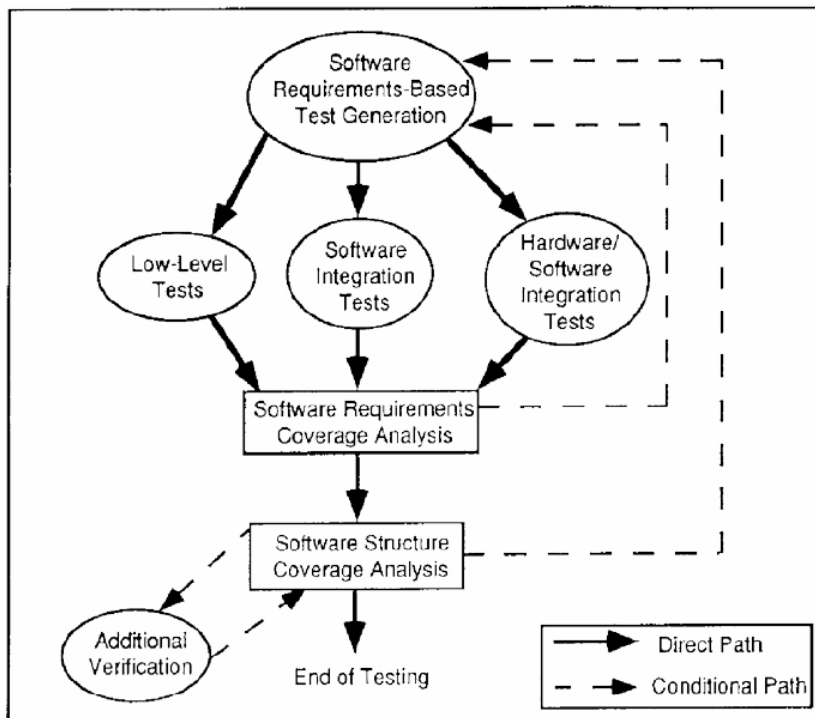 Software
Requirements-Based
Test Generation
Low-Level
Tests
Software
Integration
Tests
Hardware/
Software
Integration
Tests
Software Requirements
Coverage Analysis
Software Structure
Coverage Analysis
Additional
Verification
End of Testing
Direct Path
Conditional Path